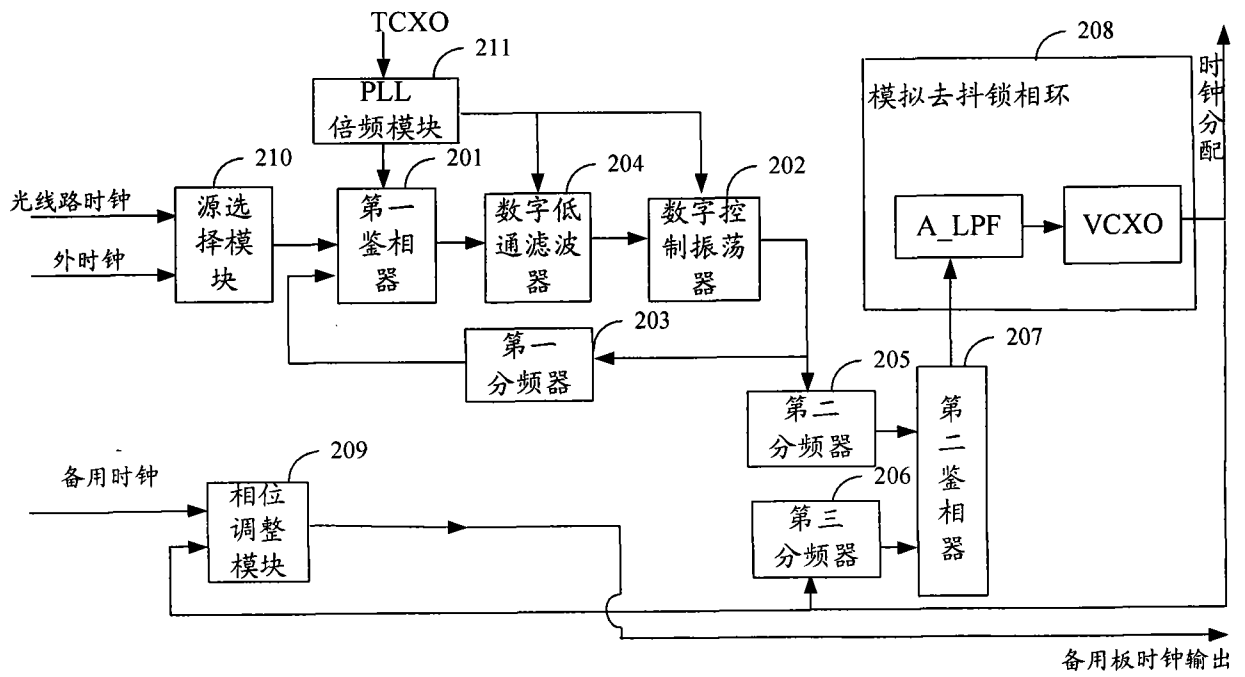 TCXO
211
PLL
倍频模块
208
模拟去抖锁相环
时钟分配
210
源选
择模
块
201
第一
鉴相
器
204
数字低
通滤波
器
202
数字控
制振荡
器
光线路时钟
外时钟
A_LPF
VCXO
203
第一
分频器
205
第二
分频器
207
第二鉴相器
206
第三
分频器
备用时钟
209
相位
调整
模块
备用板时钟输出